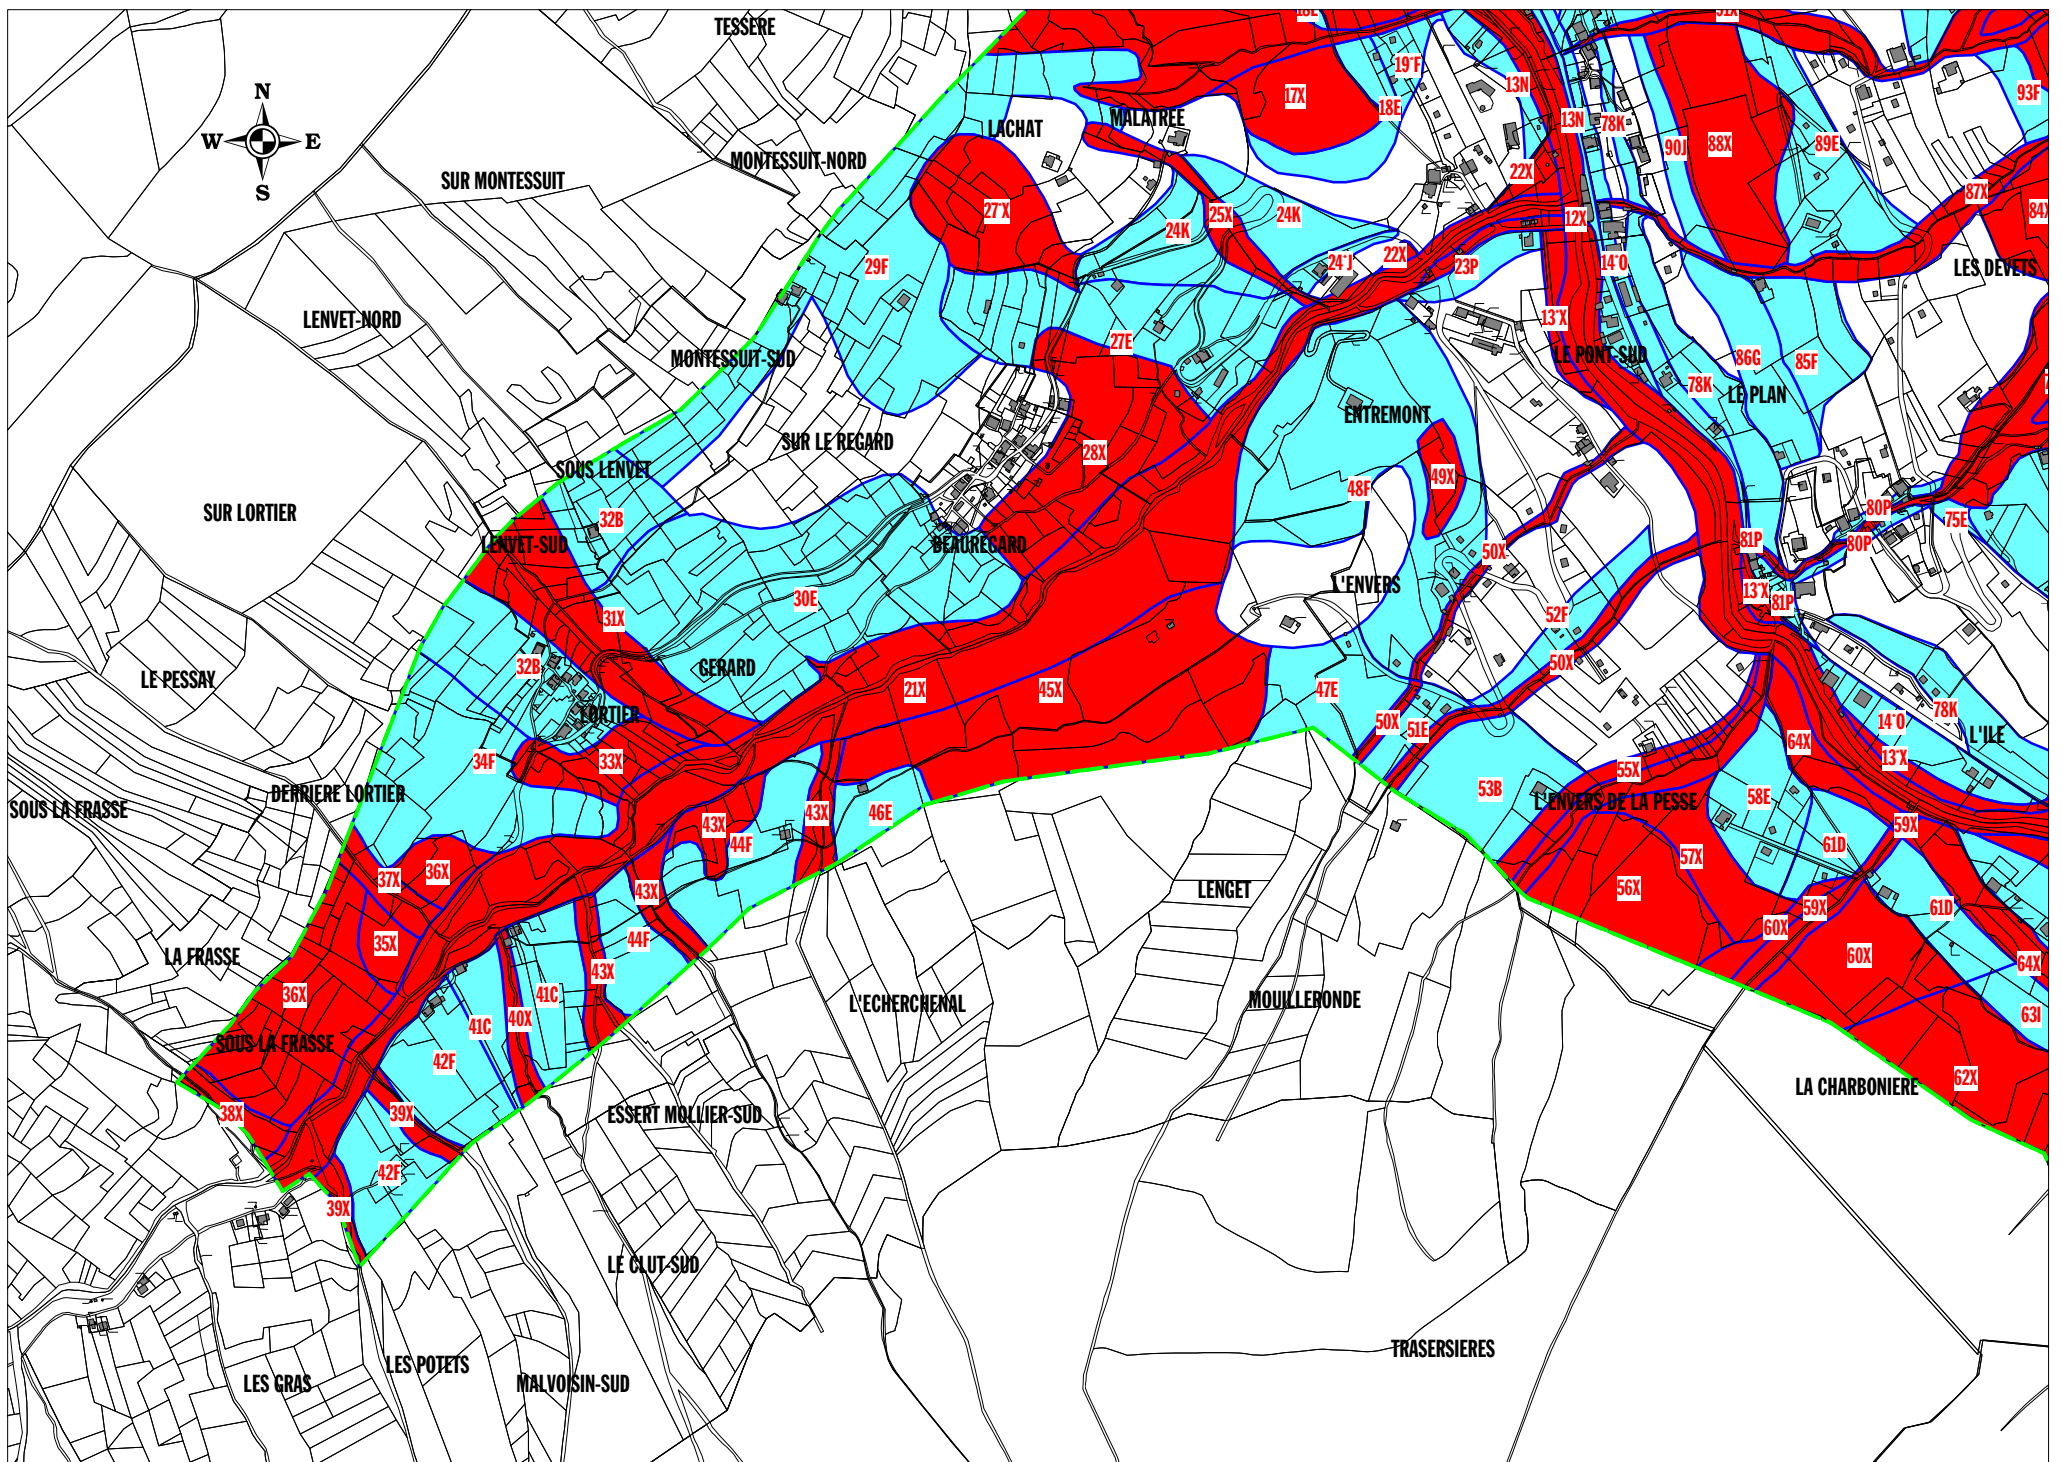 TESSERE
19*F
13N
93F
17X
18E
N
LACHAT
MALATREE
13N
78K
W E
S
MONTESSUIT-NORD
90J
88X
89E
SUR MONTESSUIT
22X
87X
27*X
25X
24K
12X
24K
29F
24*J
22X
23P
14*O
LES DEVETS
LENVET-NORD
13*X
27E
MONTESSUIT-SUD
LE PONT-SUD
86G
85F
78K
LE PLAN
ENTREMONT
SUR LE REGARD
28X
SOUS LENVET
49X
48F
SUR LORTIER
32B
80P
75E
LENVET-SUD
BEAUREGARD
50X
81P
80P
L'ENVERS
13*X
30E
81P
31X
52F
32B
GERARD
50X
LE PESSAY
21X
45X
47E
LORTIER
50X
51E
14*O
78K
L'ILE
34F
33X
64X
13*X
55X
DERRIERE LORTIER
53B
L'ENVERS DE LA PESSE
58E
SOUS LA FRASSE
43X
43X
46E
59X
44F
61D
37X
36X
57X
43X
LENGET
56X
59X
61D
35X
44F
60X
LA FRASSE
60X
64X
43X
36X
41C
L'ECHERCHENAL
MOUILLERONDE
40X
41C
63I
SOUS LA FRASSE
42F
62X
LA CHARBONIERE
38X
39X
ESSERT MOLLIER-SUD
42F
39X
LE CLUT-SUD
TRASERSIERES
LES POTETS
LES GRAS
MALVOISIN-SUD